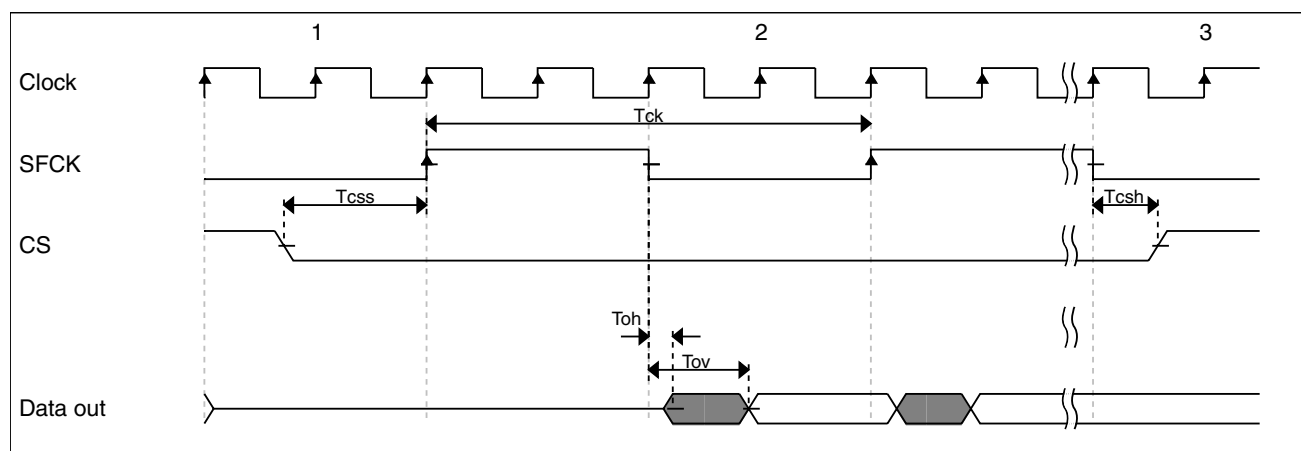 1 2 3
Clock
Tck
SFCK
Tcss Tcsh
CS
Toh
Tov
Data out